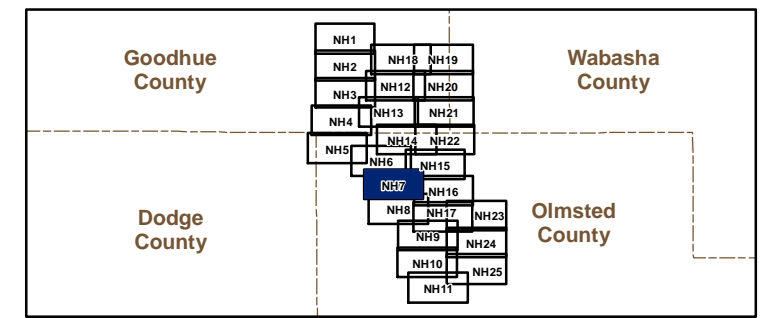 NH1
Goodhue
County
NH18
NH19
Wabasha
County
NH2
NH12
NH20
NH3
NH13
NH21
NH4
NH14
NH22
NH5
NH6
NH15
NH7
NH16
NH8
NH17
NH23
Dodge
County
Olmsted
County
NH9
NH24
NH10
NH25
NH11